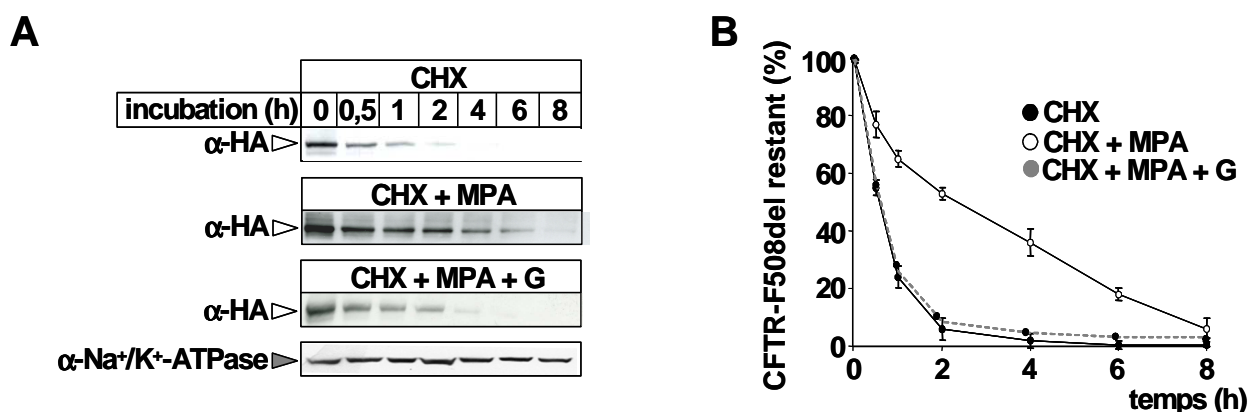 A
CHX
incubation (h) 0 0,5 1 2 4 6 8
α-HA
CHX + MPA
α-HA
CHX + MPA + G
α-HA
α-Na⁺/K⁺-ATPase
B
CFTR-F508del restant (%)
100
80
60
40
20
0
0 2 4 6 8
temps (h)
CHX
CHX + MPA
CHX + MPA + G